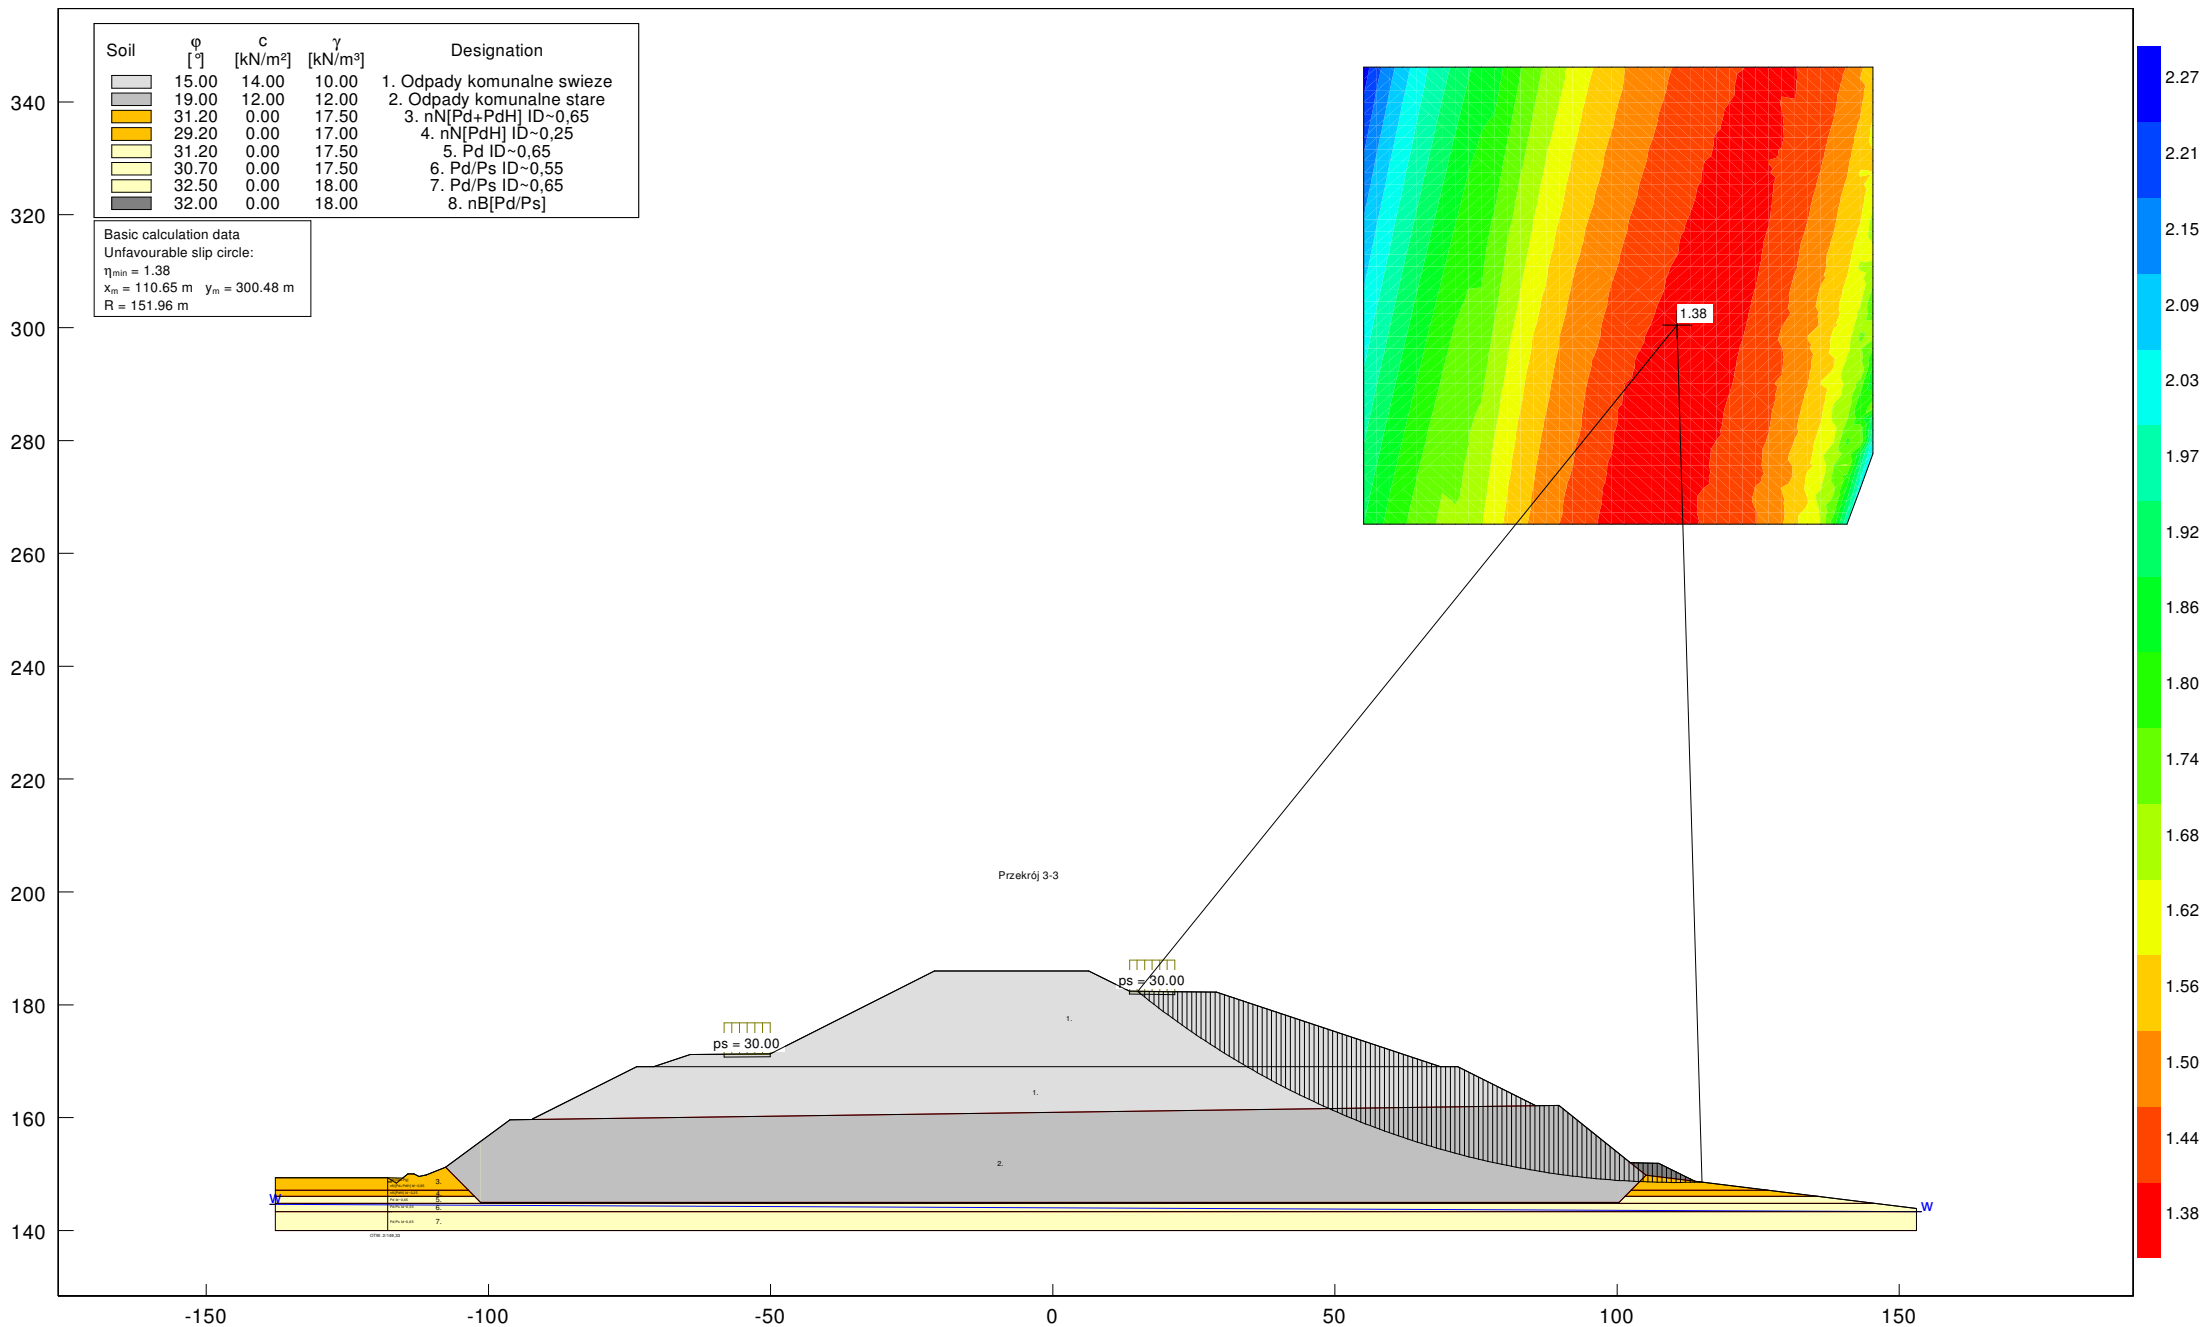 Soil φ c γ Designation
[°] [kN/m²] [kN/m³]
15.00 14.00 10.00 1. Odpady komunalne swieze
19.00 12.00 12.00 2. Odpady komunalne stare
31.20 0.00 17.50 3. nN[Pd+PdH] ID~0,65
29.20 0.00 17.00 4. nN[PdH] ID~0,25
31.20 0.00 17.50 5. Pd ID~0,65
30.70 0.00 17.50 6. Pd/Ps ID~0,55
32.50 0.00 18.00 7. Pd/Ps ID~0,65
32.00 0.00 18.00 8. nB[Pd/Ps]
Basic calculation data
Unfavourable slip circle:
ηmin = 1.38
xm = 110.65 m ym = 300.48 m
R = 151.96 m
340
320
300
280
260
240
220
200
180
160
140
1.38
2.27
2.21
2.15
2.09
2.03
1.97
1.92
1.86
1.80
1.74
1.68
1.62
1.56
1.50
1.44
1.38
Przekrój 3-3
ps = 30.00
ps = 30.00
1.
1.
2.
3.
4.
5.
6.
7.
W
W
-150 -100 -50 0 50 100 150